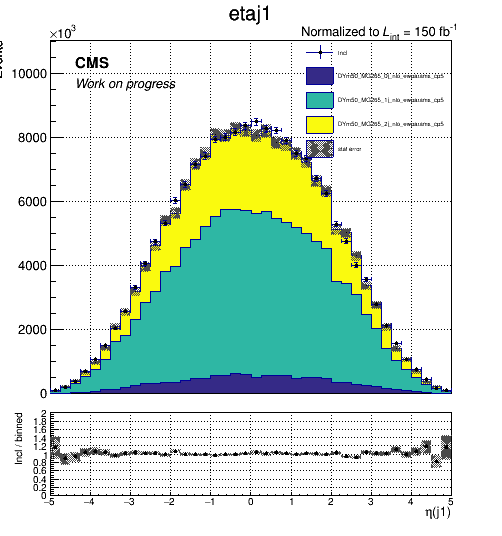 etaj1
Normalized to L_int = 150 fb⁻¹
×10³
CMS
Work on progress
Incl
DYm50_MG265_0j_nlo_ewparams_cp5
DYm50_MG265_1j_nlo_ewparams_cp5
DYm50_MG265_2j_nlo_ewparams_cp5
stat error
Events
10000
8000
6000
4000
2000
0
Incl / binned
2
1.8
1.6
1.4
1.2
1
0.8
0.6
0.4
0.2
0
−5 −4 −3 −2 −1 0 1 2 3 4 5
η(j1)